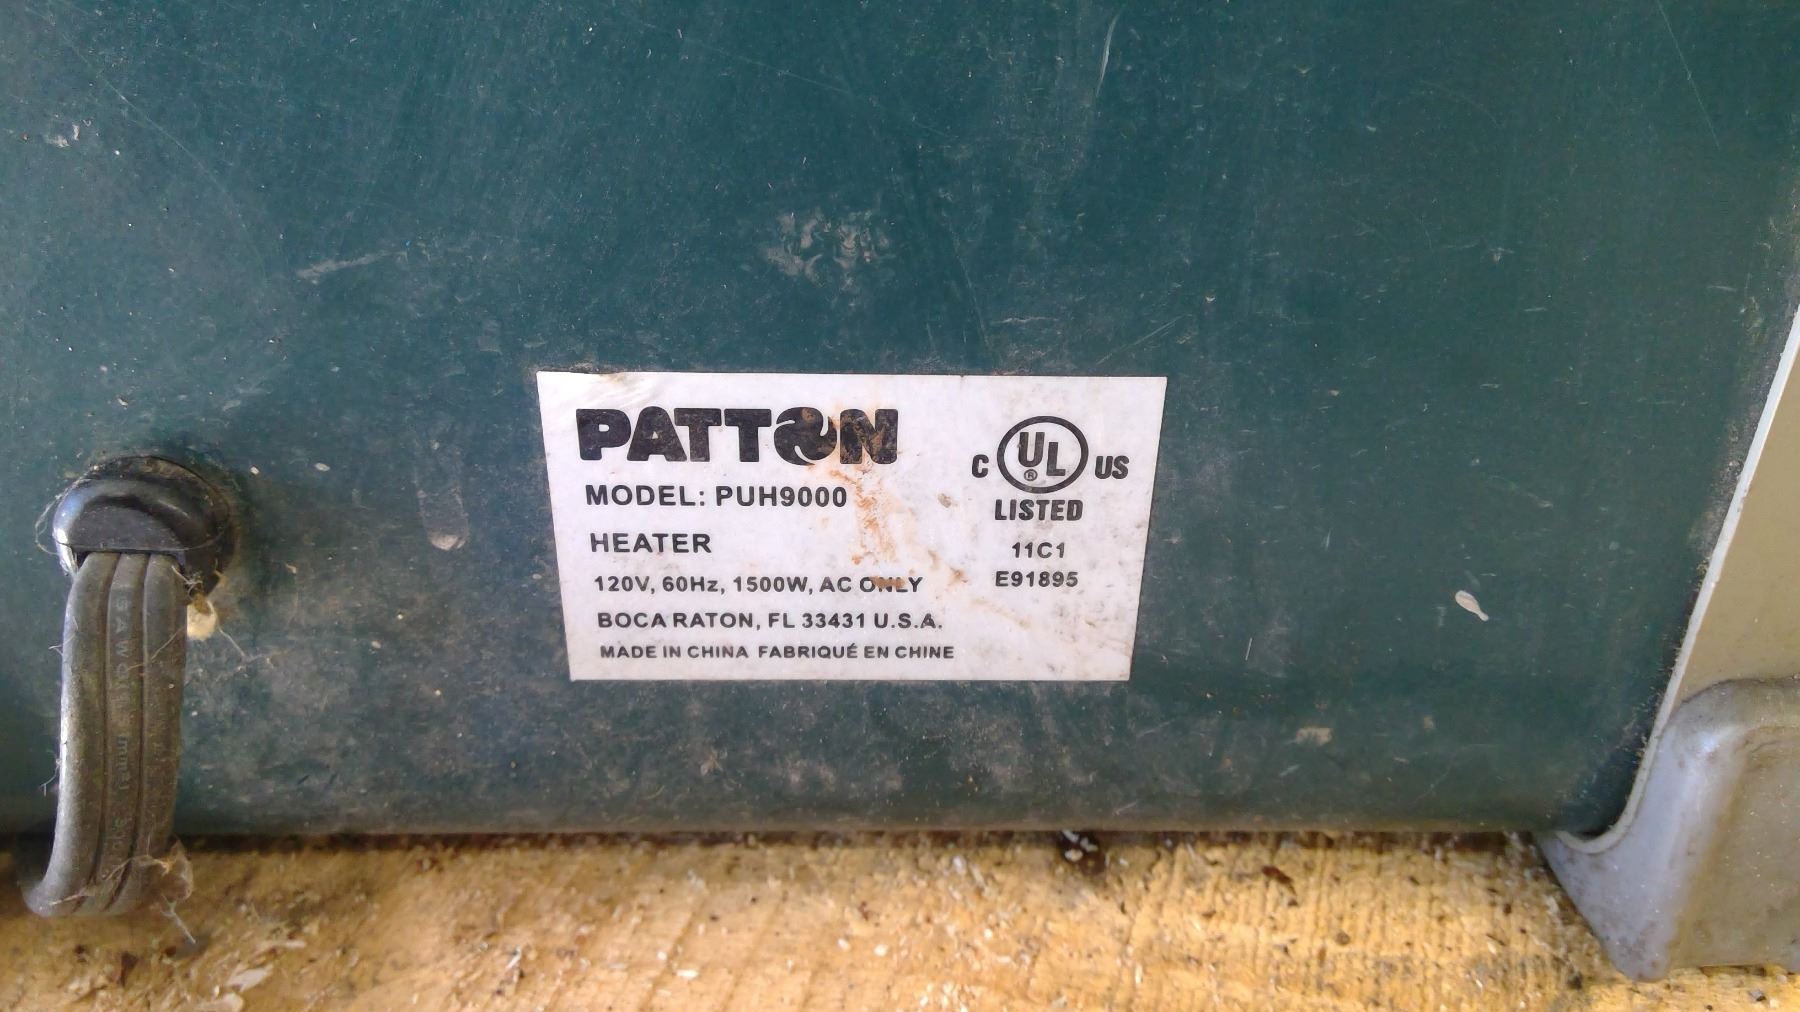 PATTON
MODEL: PUH9000
HEATER
120V, 60Hz, 1500W, AC ONLY
BOCA RATON, FL 33431 U.S.A.
MADE IN CHINA FABRIQUÉ EN CHINE
C UL® US
LISTED
11C1
E91895